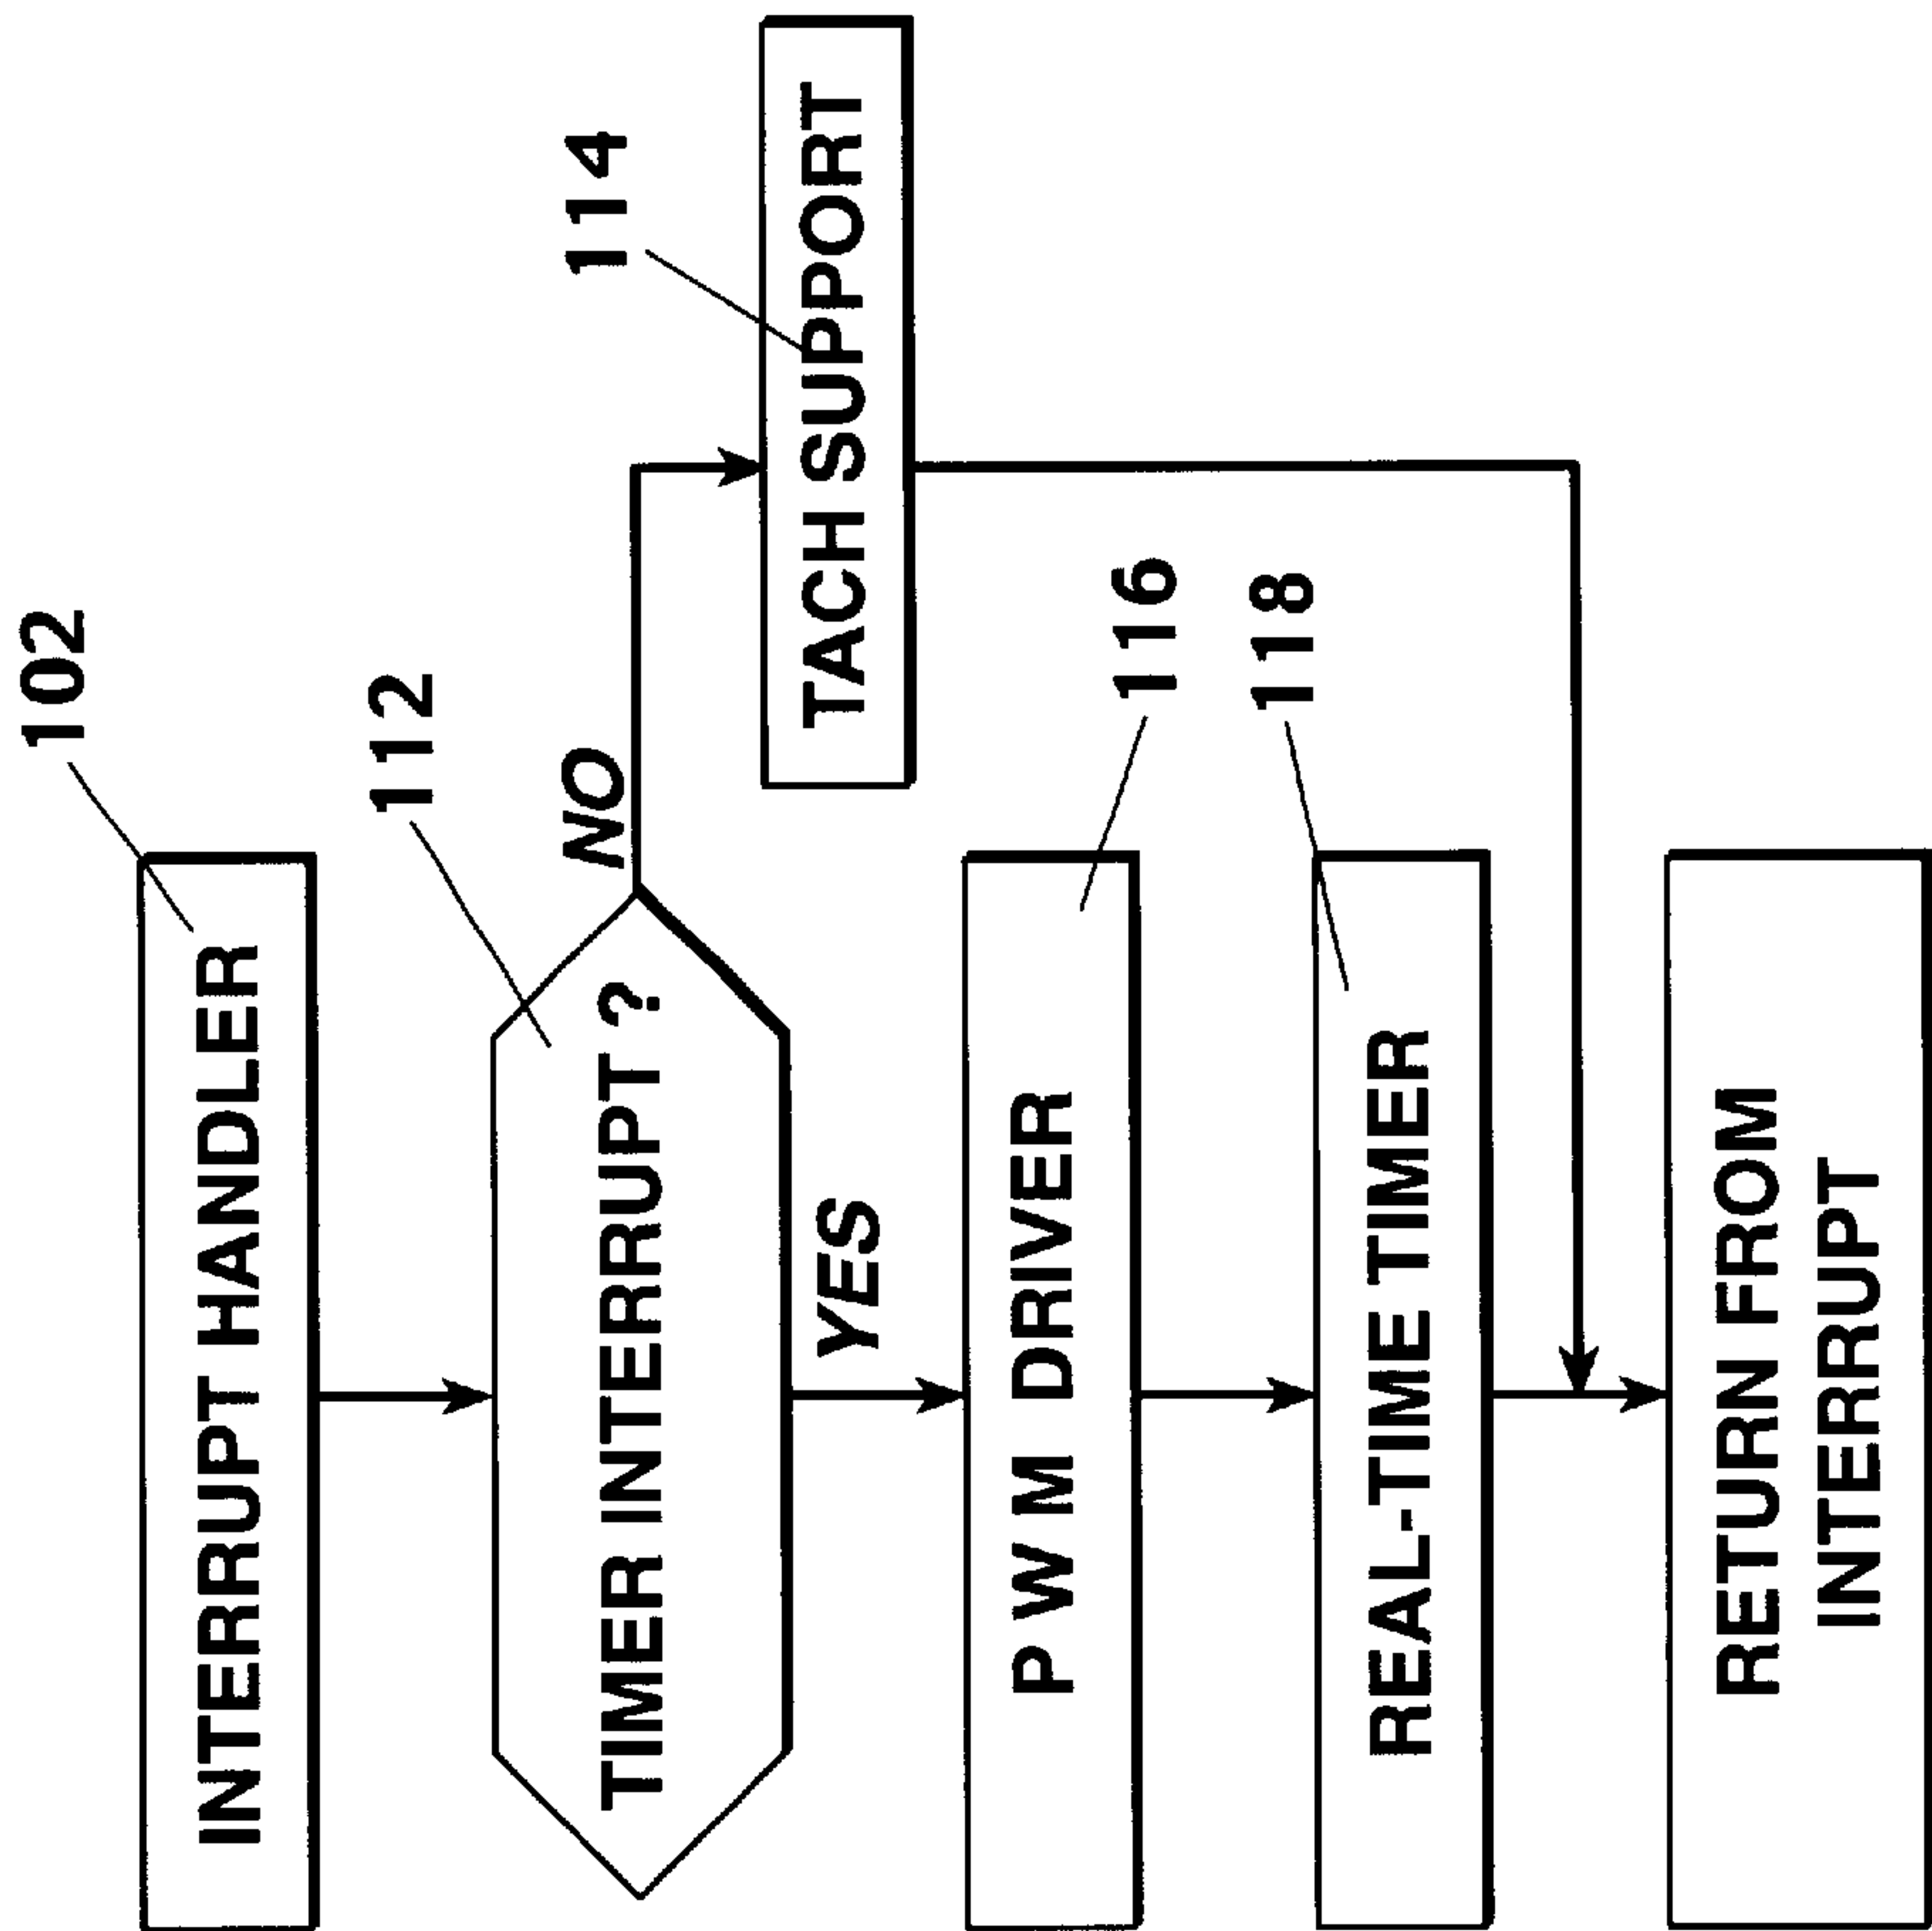 102
INTERRUPT HANDLER
112
TIMER INTERRUPT ?
NO
114
TACH SUPPORT
YES
116
P W M DRIVER
118
REAL-TIME TIMER
RETURN FROM
INTERRUPT